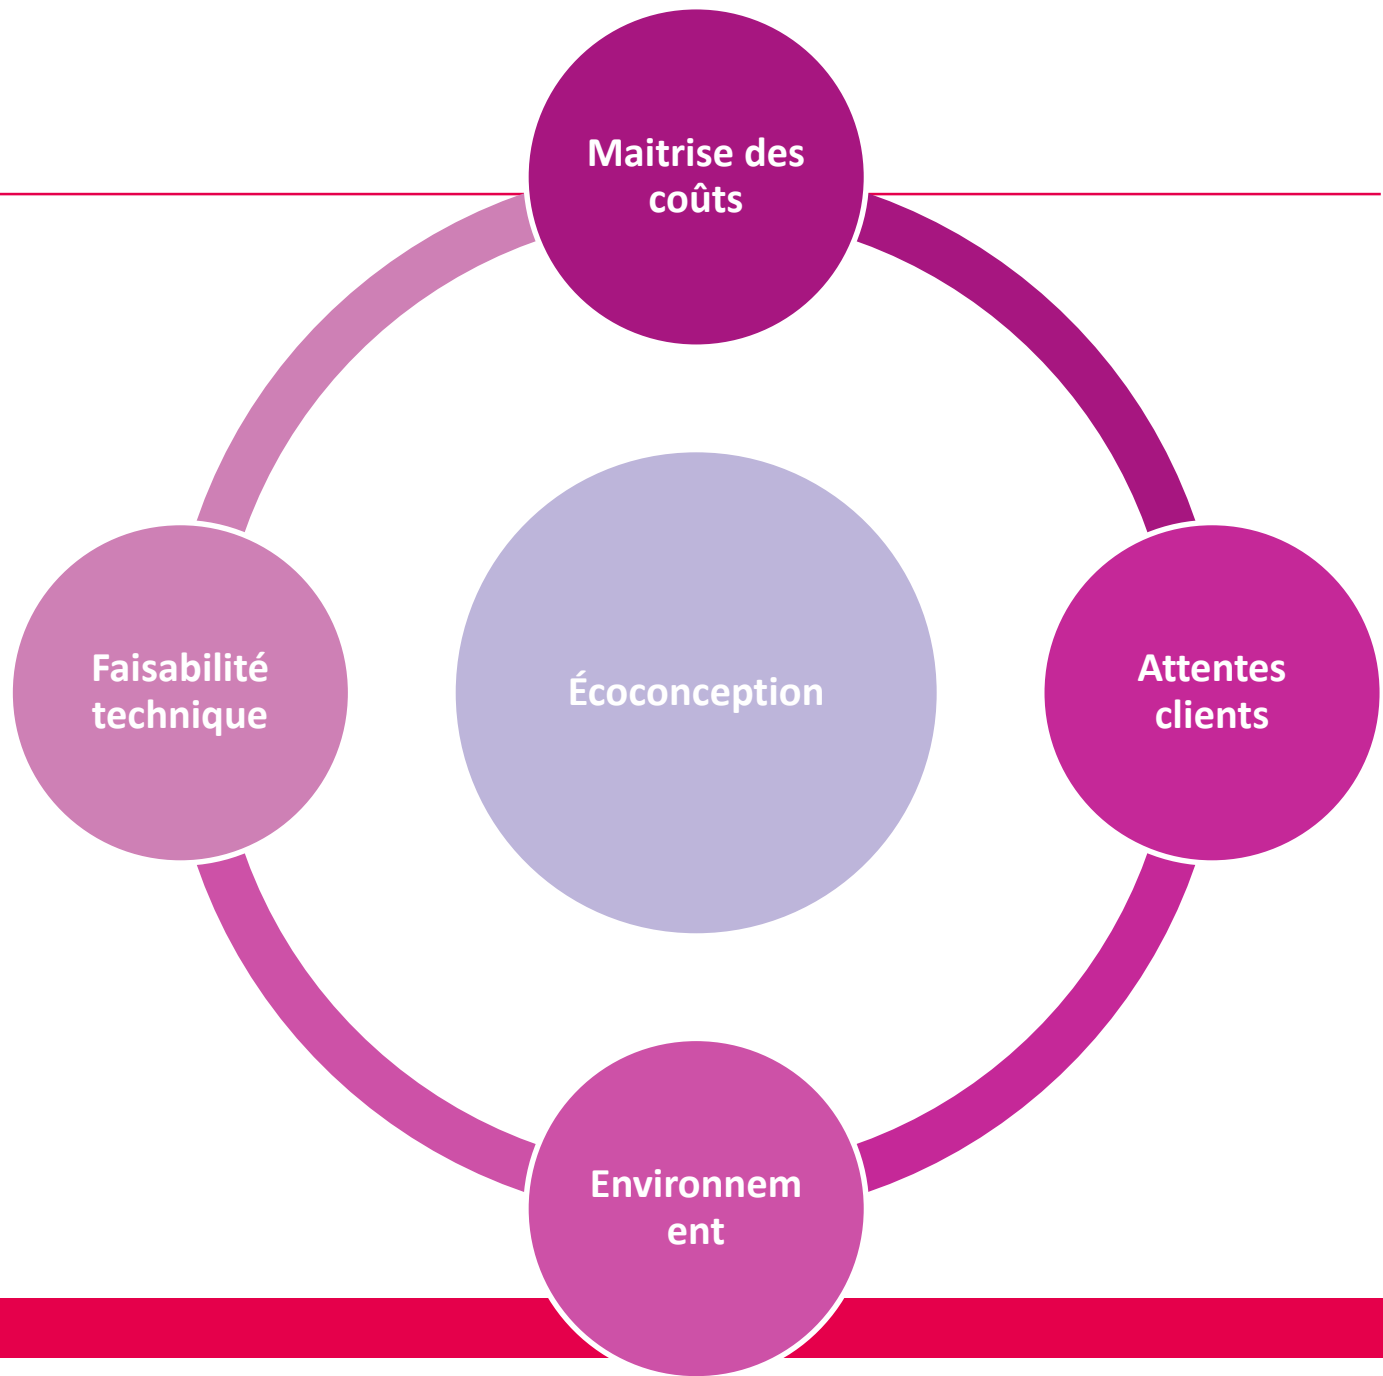 Maitrise des
coûts
Faisabilité
technique
Écoconception
Attentes
clients
Environnem
ent